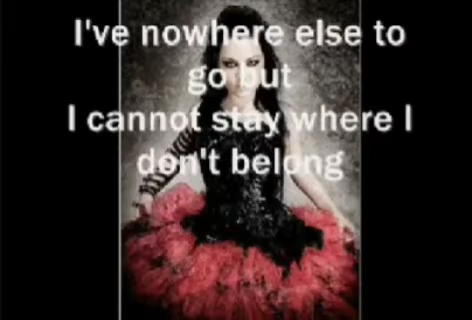 I've nowhere else to
go but
I cannot stay where I
don't belong